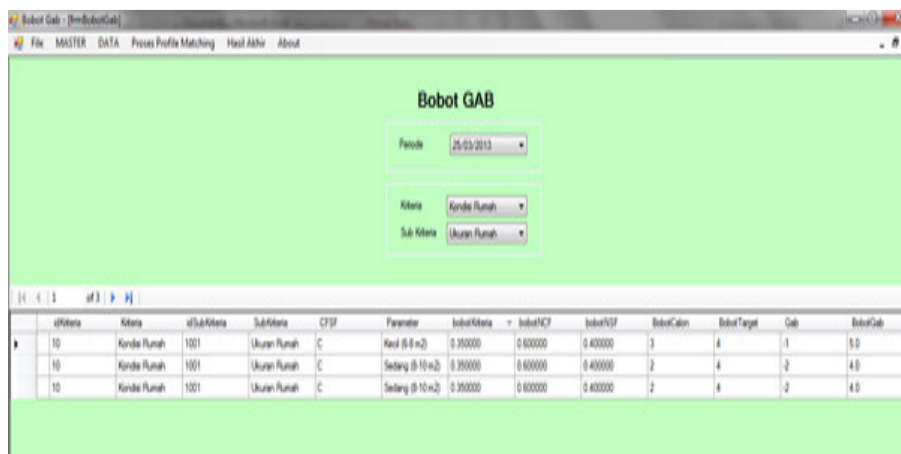 Bobot Gab - [frmBobotGab]
File MASTER DATA Proses Profile Matching Hasil Akhir About
Bobot GAB
Periode 25/03/2013
Kriteria Kondisi Rumah
Sub Kriteria Ukuran Rumah
1 of 3
idKriteria Kriteria idSubKriteria SubKriteria CFSF Parameter bobotKriteria bobotNCF bobotNSF BobotCalon BobotTarget Gab BobotGab
10 Kondisi Rumah 1001 Ukuran Rumah C Kecil (6-8 m2) 0.350000 0.600000 0.400000 3 4 -1 5.0
10 Kondisi Rumah 1001 Ukuran Rumah C Sedang (8-10 m2) 0.350000 0.600000 0.400000 2 4 -2 4.0
10 Kondisi Rumah 1001 Ukuran Rumah C Sedang (8-10 m2) 0.350000 0.600000 0.400000 2 4 -2 4.0